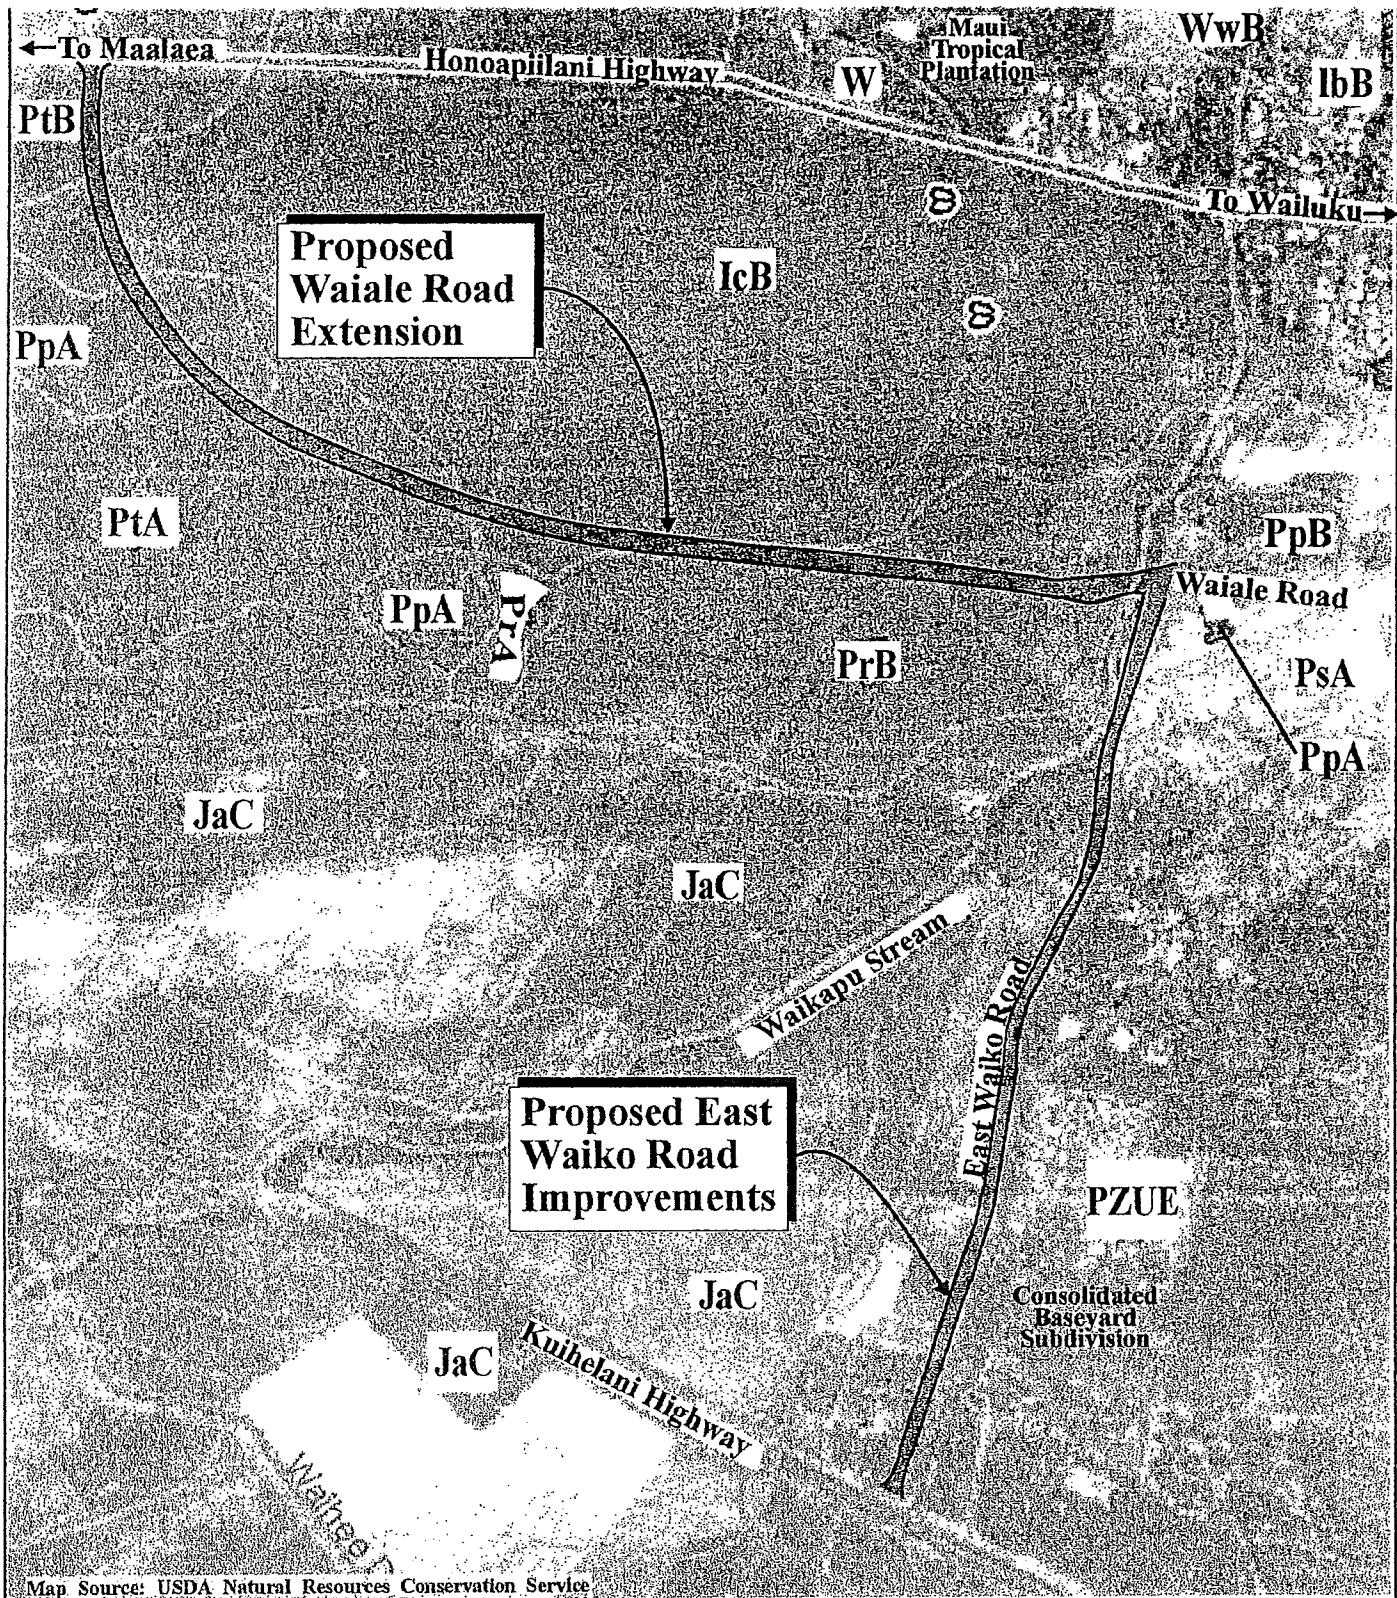 ←To Maalaea
Honoapiilani Highway
Maui
Tropical
Plantation
WwB
W
IbB
PtB
To Wailuku→
Proposed
Waiale Road
Extension
IcB
8
8
PpA
PtA
PpB
Waiale Road
PpA
PrA
PrB
PsA
PpA
JaC
JaC
Waikapu Stream
East Waiko Road
Proposed East
Waiko Road
Improvements
PZUE
JaC
Consolidated
Baseyard
Subdivision
JaC
Kuihelani Highway
Map Source: USDA Natural Resources Conservation Service